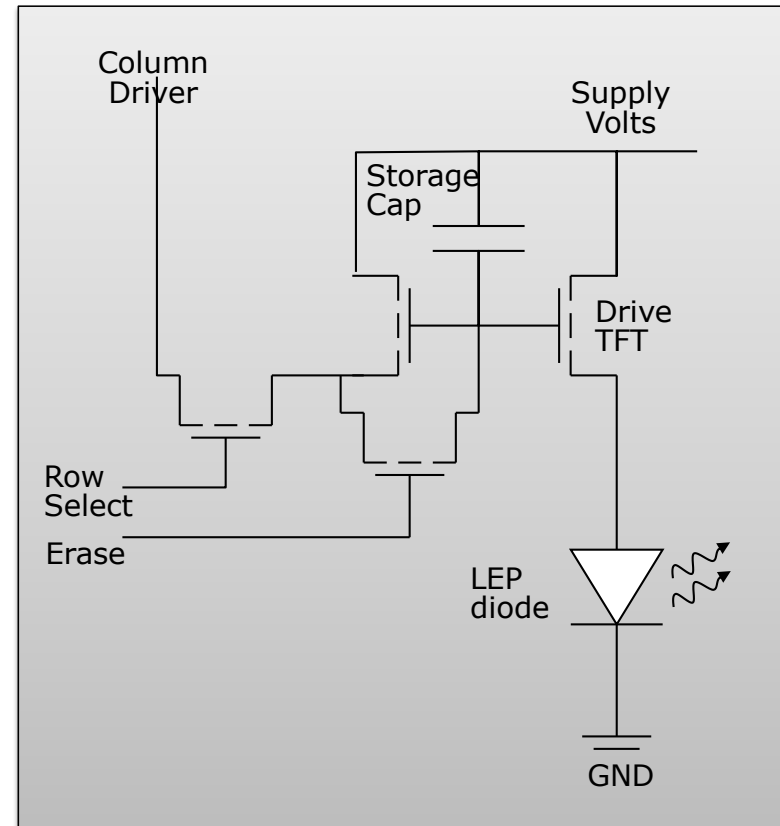 Column
Driver
Supply
Volts
Storage
Cap
Drive
TFT
Row
Select
Erase
LEP
diode
GND